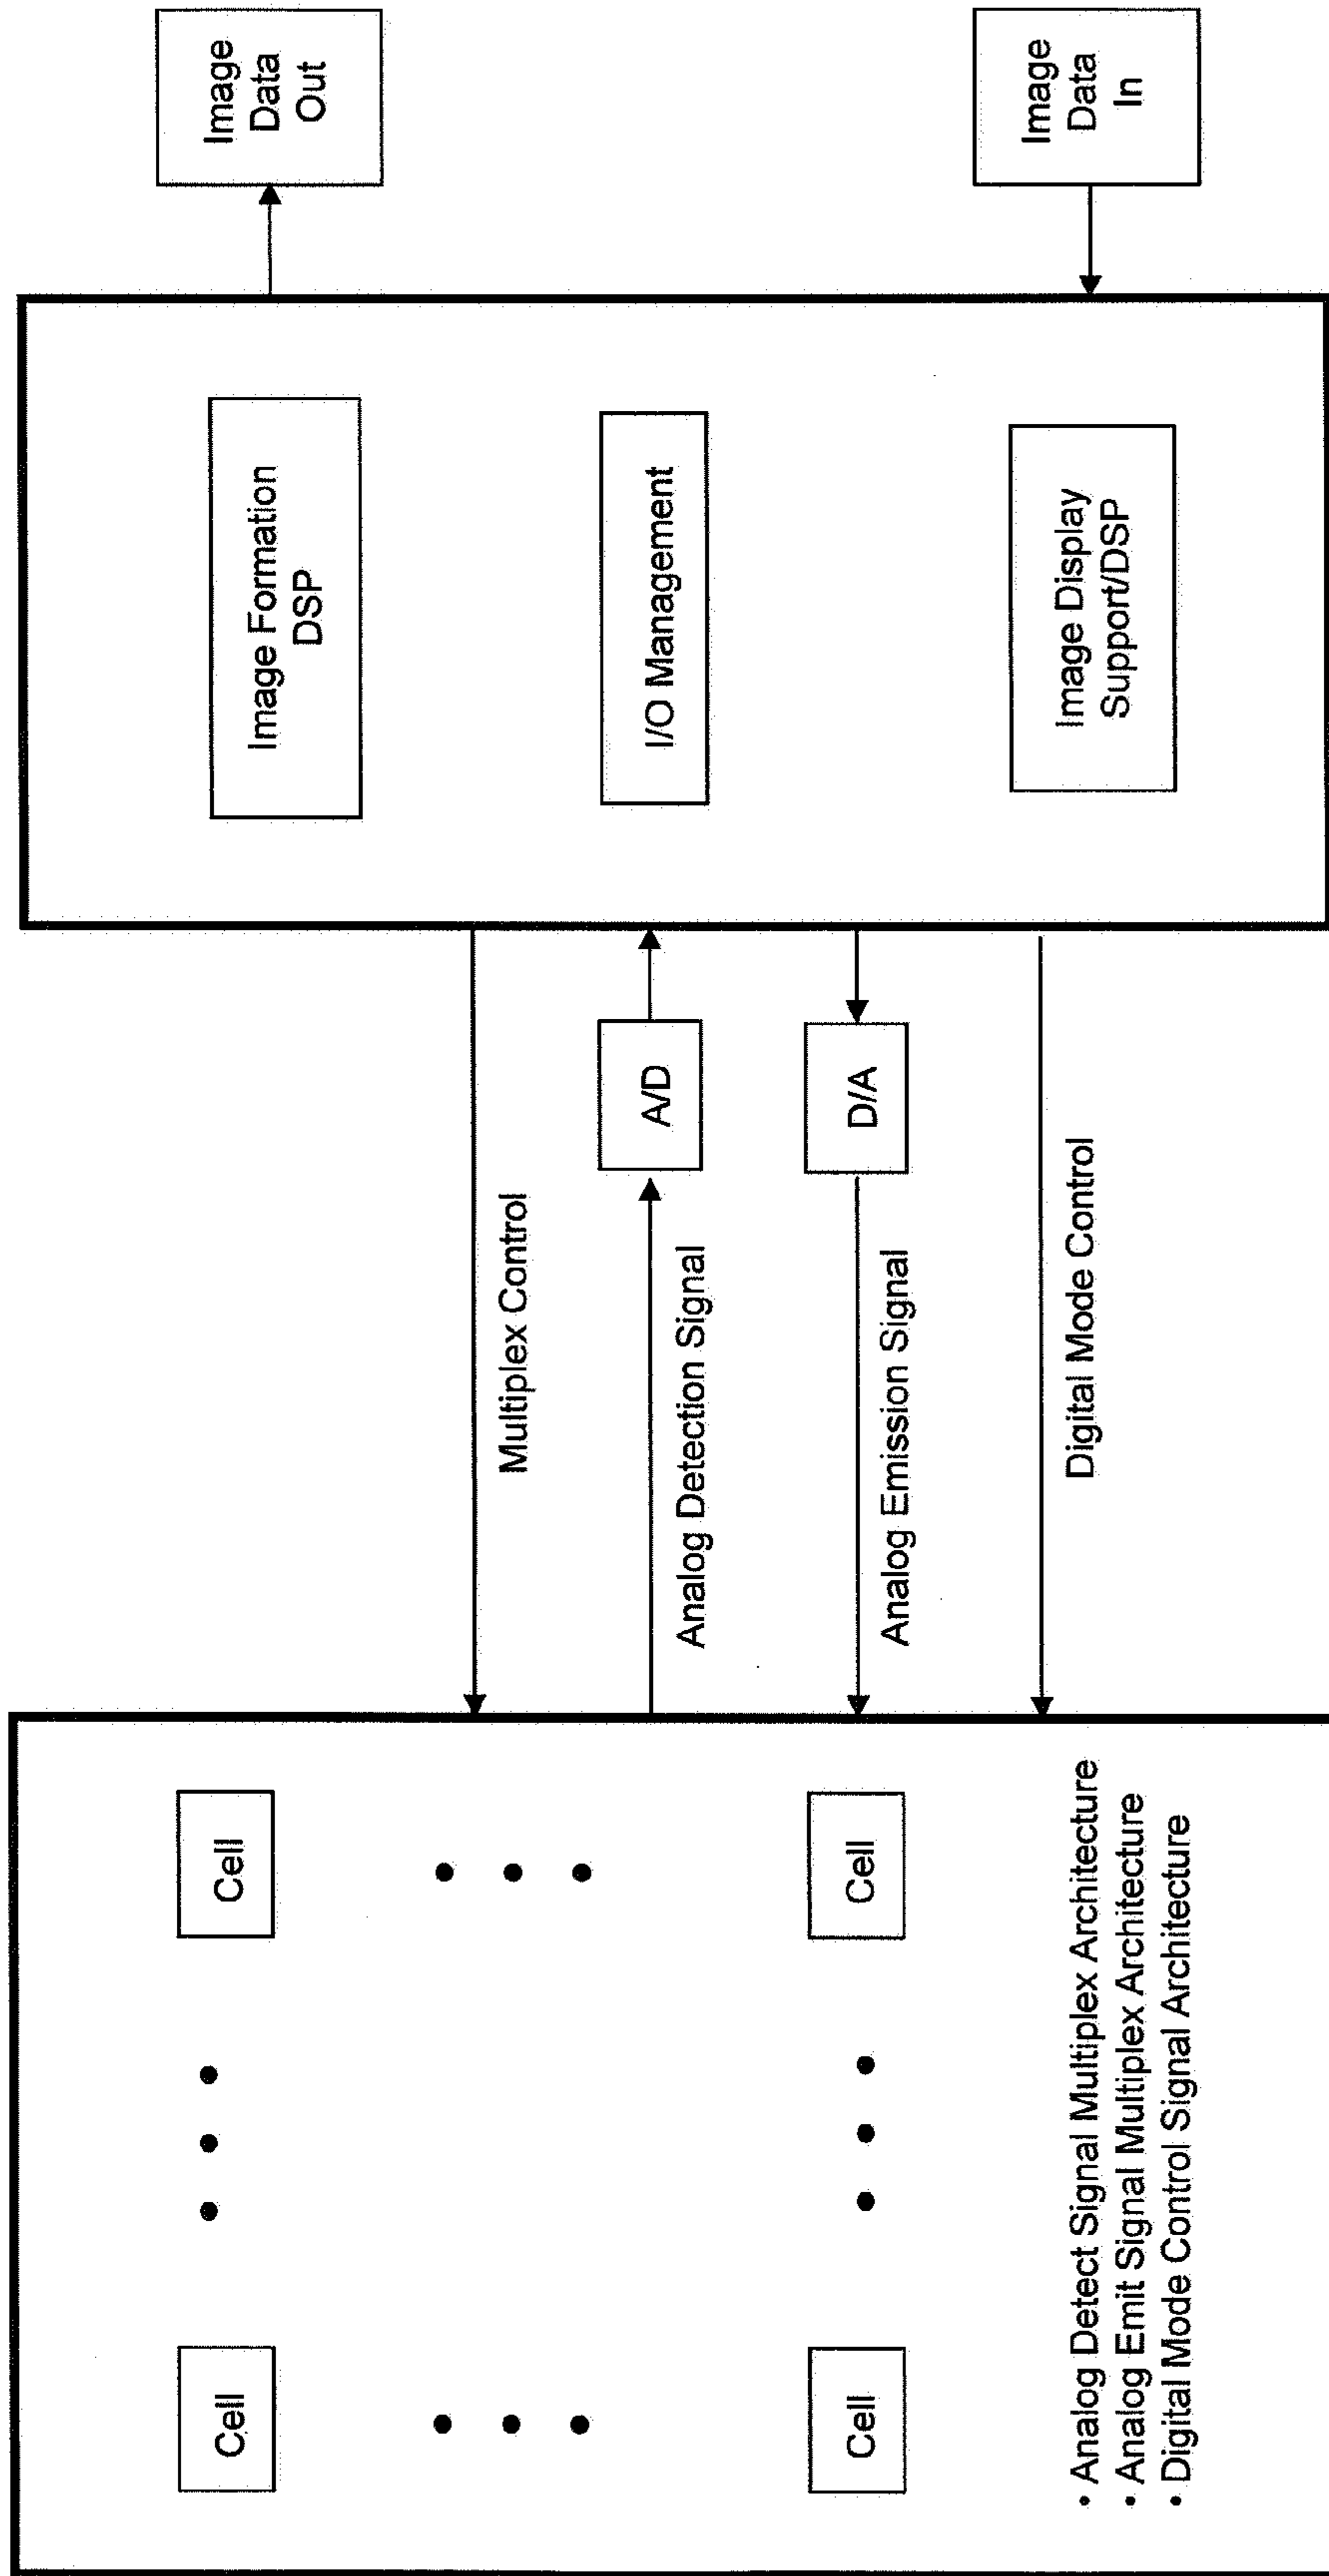 Cell
Cell
Cell
Cell
• Analog Detect Signal Multiplex Architecture
• Analog Emit Signal Multiplex Architecture
• Digital Mode Control Signal Architecture
Multiplex Control
Analog Detection Signal
A/D
Analog Emission Signal
D/A
Digital Mode Control
Image Formation
DSP
I/O Management
Image Display
Support/DSP
Image
Data
Out
Image
Data
In